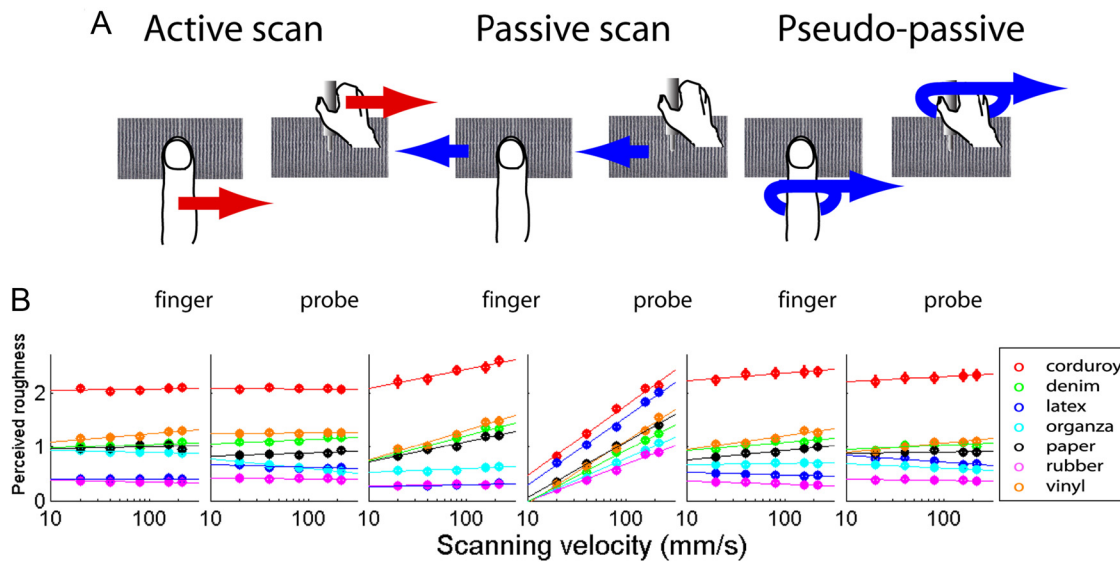 A
Active scan Passive scan Pseudo-passive
B
finger probe finger probe finger probe
Perceived roughness
2
1
0
10 100 10 100 10 100 10 100 10 100 10 100
Scanning velocity (mm/s)
corduroy
denim
latex
organza
paper
rubber
vinyl